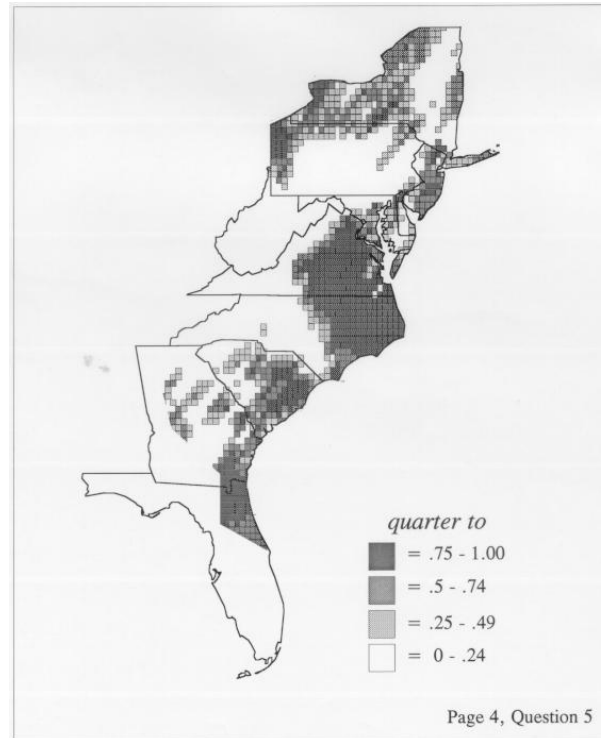 quarter to
= .75 - 1.00
= .5 - .74
= .25 - .49
= 0 - .24
Page 4, Question 5